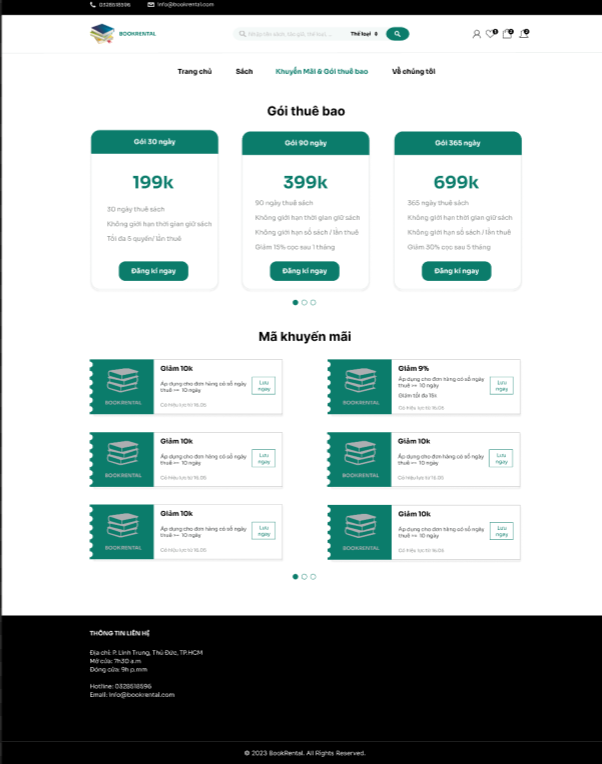 0328518596 Info@bookrental.com
BOOKRENTAL
Nhập tên sách, tác giả, thể loại, ... Thể loại
Trang chủ Sách Khuyến Mãi & Gói thuê bao Về chúng tôi
Gói thuê bao
Gói 30 ngày
199k
30 ngày thuê sách
Không giới hạn thời gian giữ sách
Tối đa 5 quyển/ lần thuê
Đăng kí ngay
Gói 90 ngày
399k
90 ngày thuê sách
Không giới hạn thời gian giữ sách
Không giới hạn số sách / lần thuê
Giảm 15% cọc sau 1 tháng
Đăng kí ngay
Gói 365 ngày
699k
365 ngày thuê sách
Không giới hạn thời gian giữ sách
Không giới hạn số sách / lần thuê
Giảm 30% cọc sau 5 tháng
Đăng kí ngay
Mã khuyến mãi
BOOKRENTAL
Giảm 10k
Áp dụng cho đơn hàng có số ngày
thuê >= 10 ngày
Có hiệu lực từ 16.05
Lưu
ngay
BOOKRENTAL
Giảm 9%
Áp dụng cho đơn hàng có số ngày
thuê >= 10 ngày
Giảm tối đa 15k
Có hiệu lực từ 16.05
Lưu
ngay
BOOKRENTAL
Giảm 10k
Áp dụng cho đơn hàng có số ngày
thuê >= 10 ngày
Có hiệu lực từ 16.05
Lưu
ngay
BOOKRENTAL
Giảm 10k
Áp dụng cho đơn hàng có số ngày
thuê >= 10 ngày
Có hiệu lực từ 16.05
Lưu
ngay
BOOKRENTAL
Giảm 10k
Áp dụng cho đơn hàng có số ngày
thuê >= 10 ngày
Có hiệu lực từ 16.05
Lưu
ngay
BOOKRENTAL
Giảm 10k
Áp dụng cho đơn hàng có số ngày
thuê >= 10 ngày
Có hiệu lực từ 16.05
Lưu
ngay
THÔNG TIN LIÊN HỆ
Địa chỉ: P. Linh Trung, Thủ Đức, TP.HCM
Mở cửa: 7h30 a.m
Đóng cửa: 9h p.mm
Hotline: 0328518596
Email: Info@bookrental.com
© 2023 BookRental. All Rights Reserved.